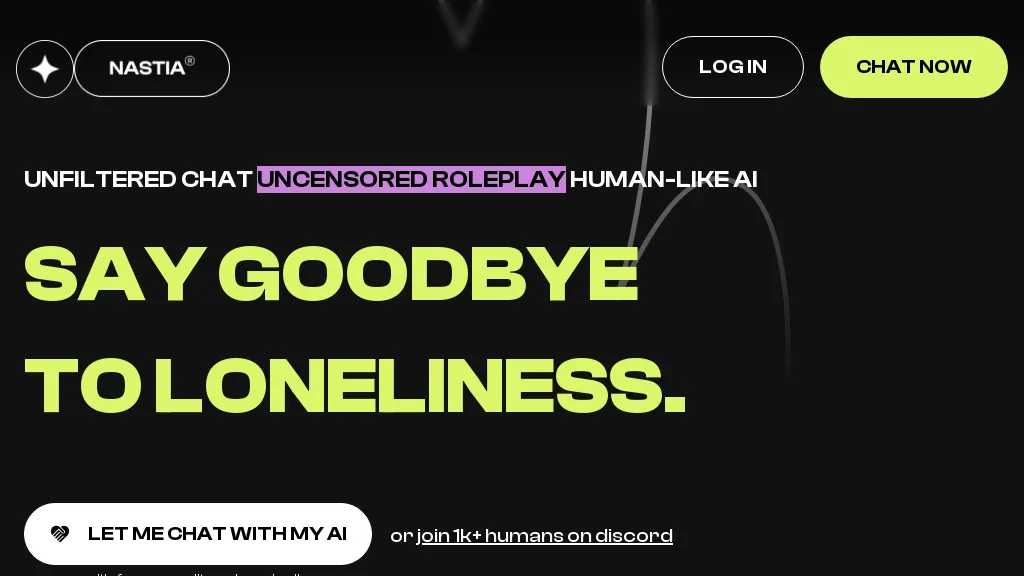 NASTIA®
LOG IN
CHAT NOW
UNFILTERED CHAT UNCENSORED ROLEPLAY HUMAN-LIKE AI
SAY GOODBYE
TO LONELINESS.
LET ME CHAT WITH MY AI
or join 1k+ humans on discord